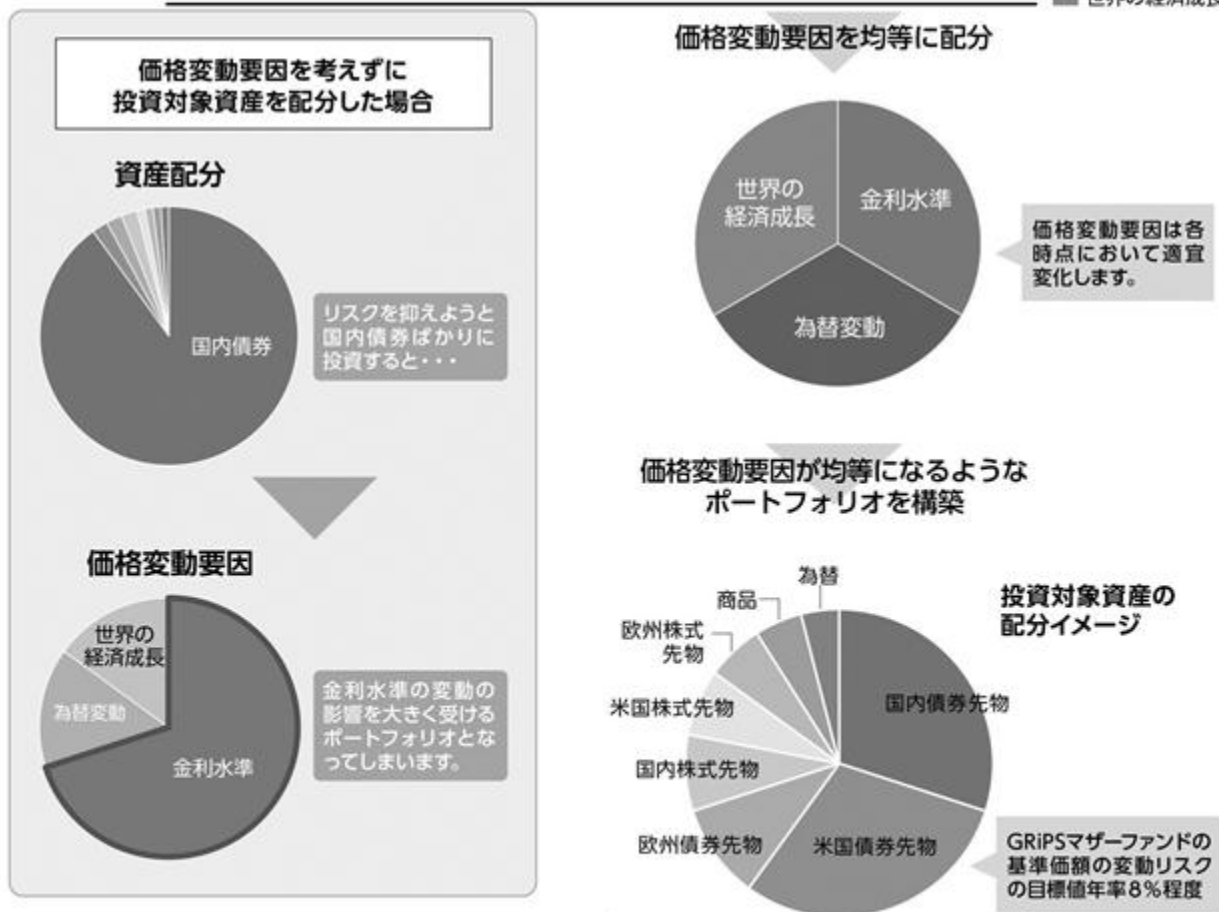 世界の経済成長
価格変動要因を考えずに
投資対象資産を配分した場合
資産配分
国内債券
リスクを抑えようと
国内債券ばかりに
投資すると・・・
価格変動要因
世界の
経済成長
為替変動
金利水準
金利水準の変動の
影響を大きく受ける
ポートフォリオとな
ってしまいます。
価格変動要因を均等に配分
世界の
経済成長
金利水準
為替変動
価格変動要因は各
時点において適宜
変化します。
価格変動要因が均等になるような
ポートフォリオを構築
投資対象資産の
配分イメージ
為替
商品
欧州株式
先物
米国株式先物
国内株式先物
欧州債券先物
米国債券先物
国内債券先物
GRiPSマザーファンドの
基準価額の変動リスク
の目標値年率8%程度